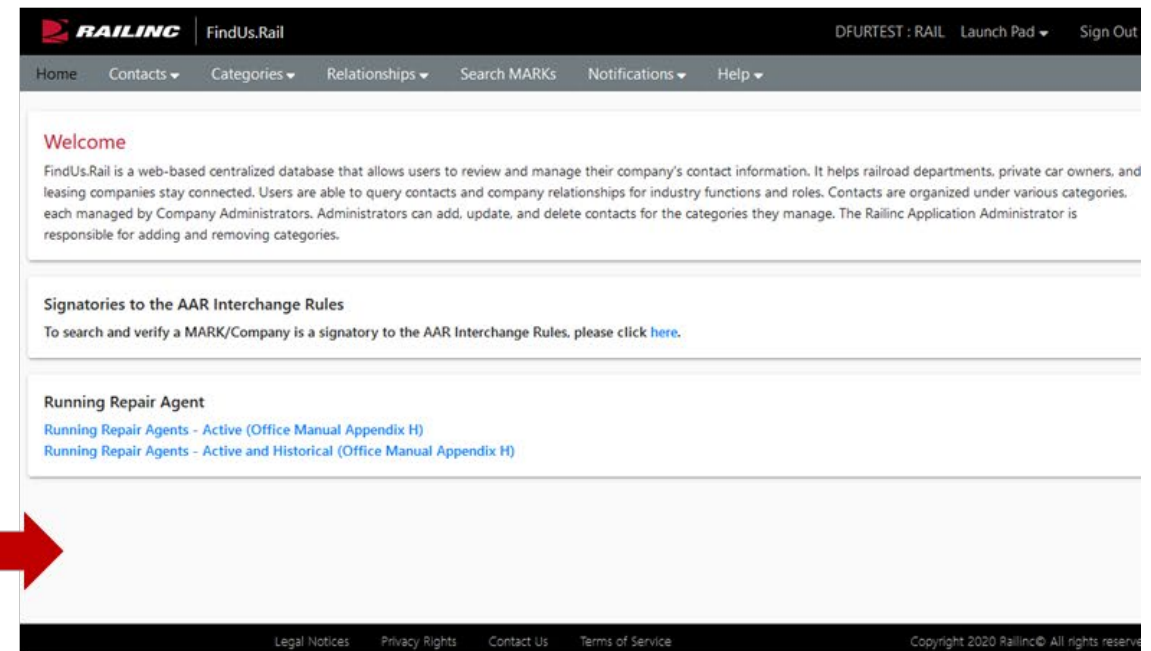 RAILINC FindUs.Rail DFURTEST : RAIL Launch Pad Sign Out
Home Contacts Categories Relationships Search MARKs Notifications Help
Welcome
FindUs.Rail is a web-based centralized database that allows users to review and manage their company's contact information. It helps railroad departments, private car owners, and
leasing companies stay connected. Users are able to query contacts and company relationships for industry functions and roles. Contacts are organized under various categories.
each managed by Company Administrators. Administrators can add, update, and delete contacts for the categories they manage. The Railinc Application Administrator is
responsible for adding and removing categories.
Signatories to the AAR Interchange Rules
To search and verify a MARK/Company is a signatory to the AAR Interchange Rules, please click here.
Running Repair Agent
Running Repair Agents - Active (Office Manual Appendix H)
Running Repair Agents - Active and Historical (Office Manual Appendix H)
Legal Notices Privacy Rights Contact Us Terms of Service Copyright 2020 Railinc© All rights reserve